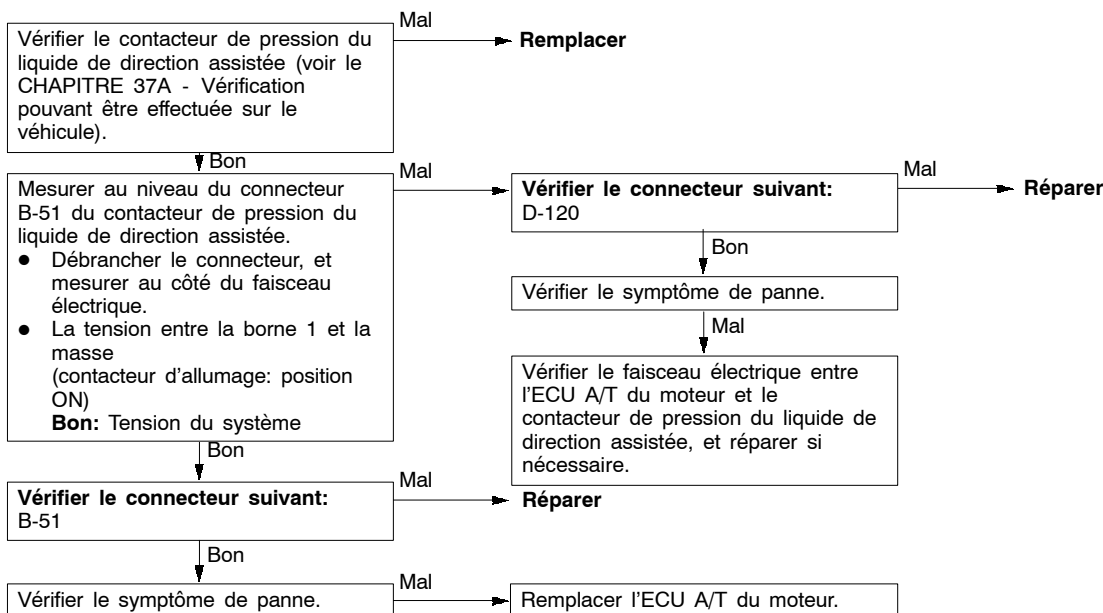 Vérifier le contacteur de pression du
liquide de direction assistée (voir le
CHAPITRE 37A - Vérification
pouvant être effectuée sur le
véhicule).
Mal
Remplacer
Bon
Mesurer au niveau du connecteur
B-51 du contacteur de pression du
liquide de direction assistée.
● Débrancher le connecteur, et
mesurer au côté du faisceau
électrique.
● La tension entre la borne 1 et la
masse
(contacteur d'allumage: position
ON)
Bon: Tension du système
Mal
Vérifier le connecteur suivant:
D-120
Mal
Réparer
Bon
Vérifier le symptôme de panne.
Mal
Vérifier le faisceau électrique entre
l'ECU A/T du moteur et le
contacteur de pression du liquide de
direction assistée, et réparer si
nécessaire.
Bon
Vérifier le connecteur suivant:
B-51
Mal
Réparer
Bon
Vérifier le symptôme de panne.
Mal
Remplacer l'ECU A/T du moteur.